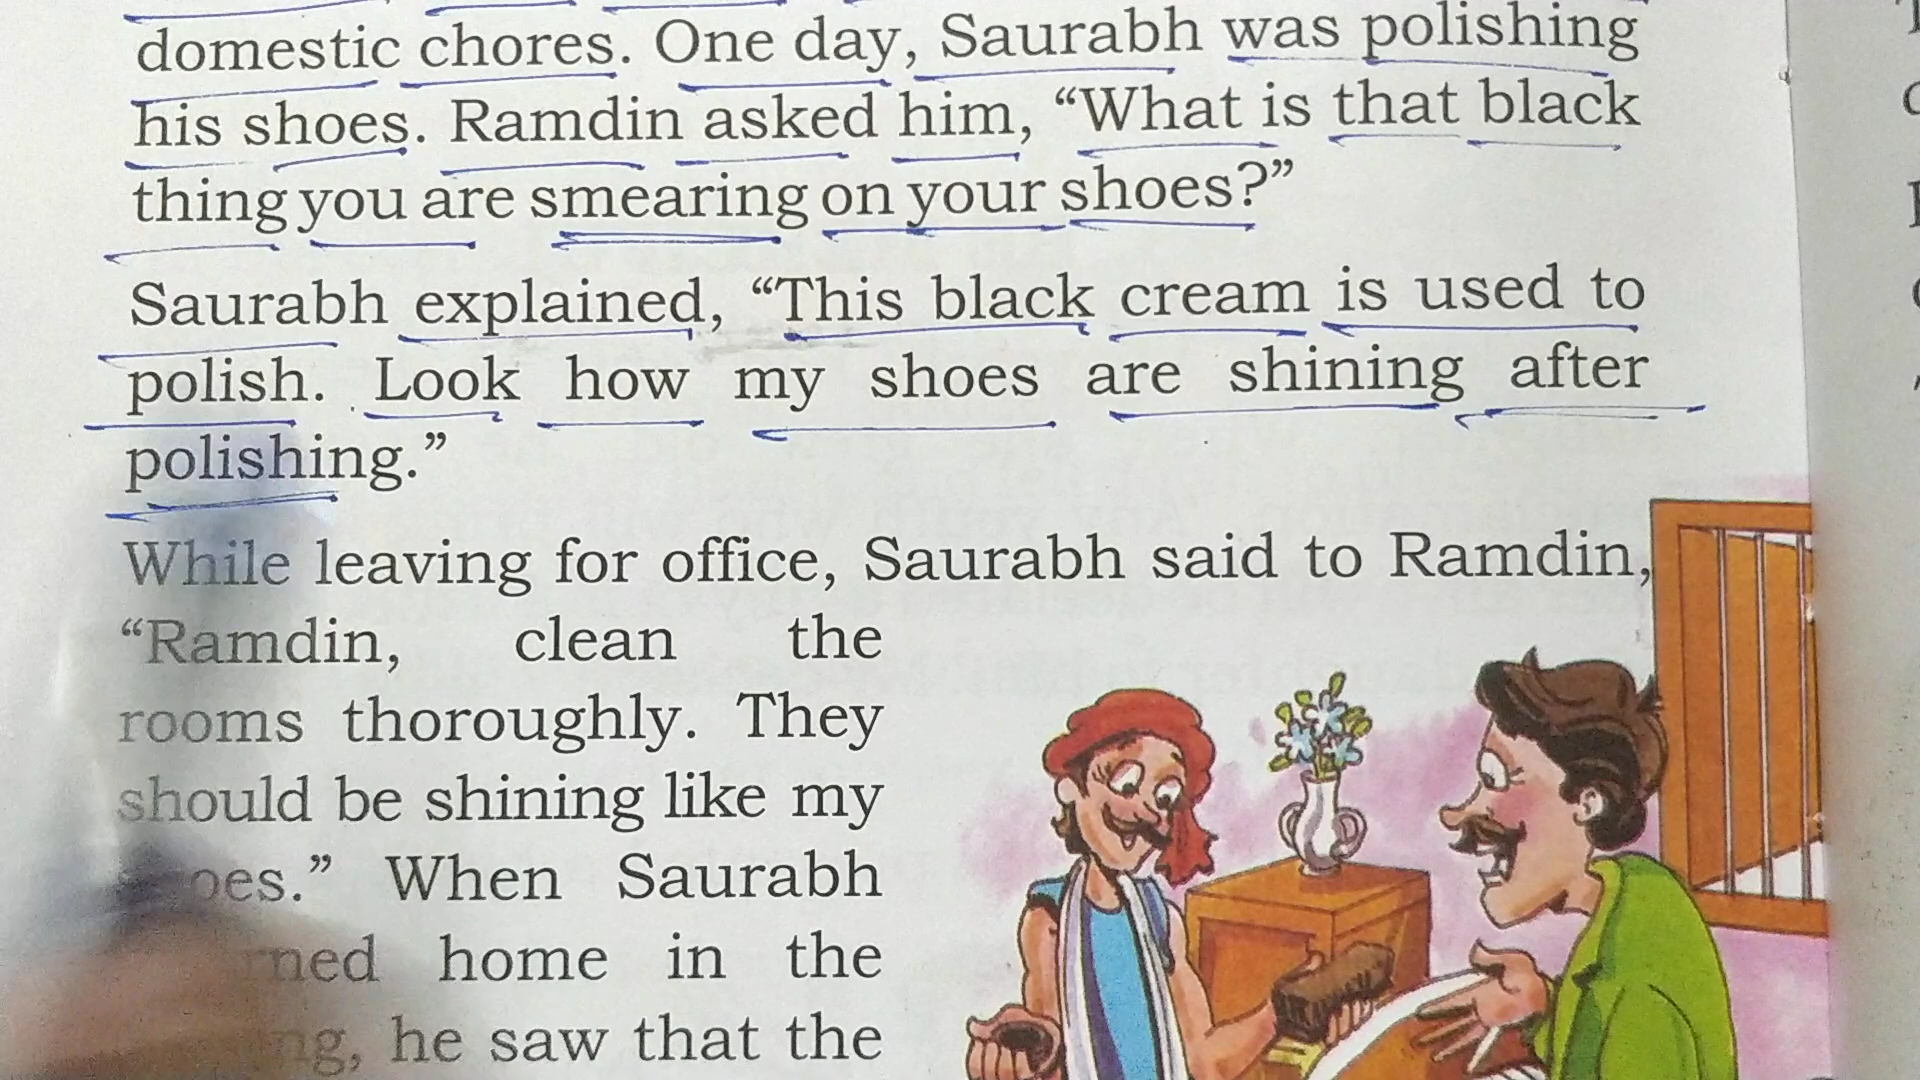 domestic chores. One day, Saurabh was polishing
his shoes. Ramdin asked him, “What is that black
thing you are smearing on your shoes?”
Saurabh explained, “This black cream is used to
polish. Look how my shoes are shining after
polishing.”
While leaving for office, Saurabh said to Ramdin,
“Ramdin, clean the
rooms thoroughly. They
should be shining like my
When Saurabh
home in the
he saw that the